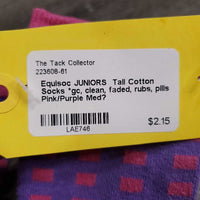 The Tack Collector
223608-61
Equisoc JUNIORS Tall Cotton
Socks *gc, clean, faded, rubs, pills
Pink/Purple Med?
LAE746
$2.15